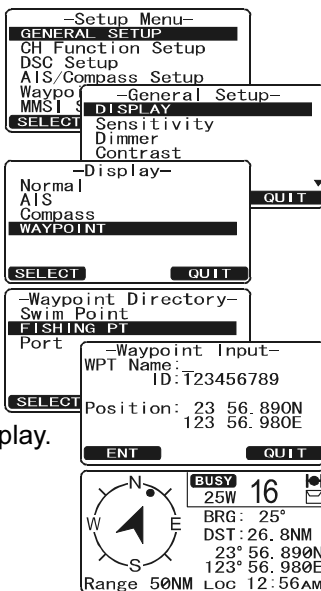 -Setup Menu-
GENERAL SETUP
CH Function Setup
DSC Setup
AIS/Compass Setup
MMSI
SELECT
-General Setup-
DISPLAY
Sensitivity
Dimmer
Contrast
QUIT
-Display-
Normal
AIS
Compass
WAYPOINT
SELECT QUIT
-Waypoint Directory-
Swim Point
FISHING PT
Port
SELECT
-Waypoint Input-
WPT Name:_
ID:123456789
Position: 23 56.890N
123 56.980E
ENT QUIT
play.
N
W E
S
BUSY
25W 16
BRG: 25°
DST:26.8NM
23°56.890N
123°56.980E
Range 50NM LOC 12:56AM